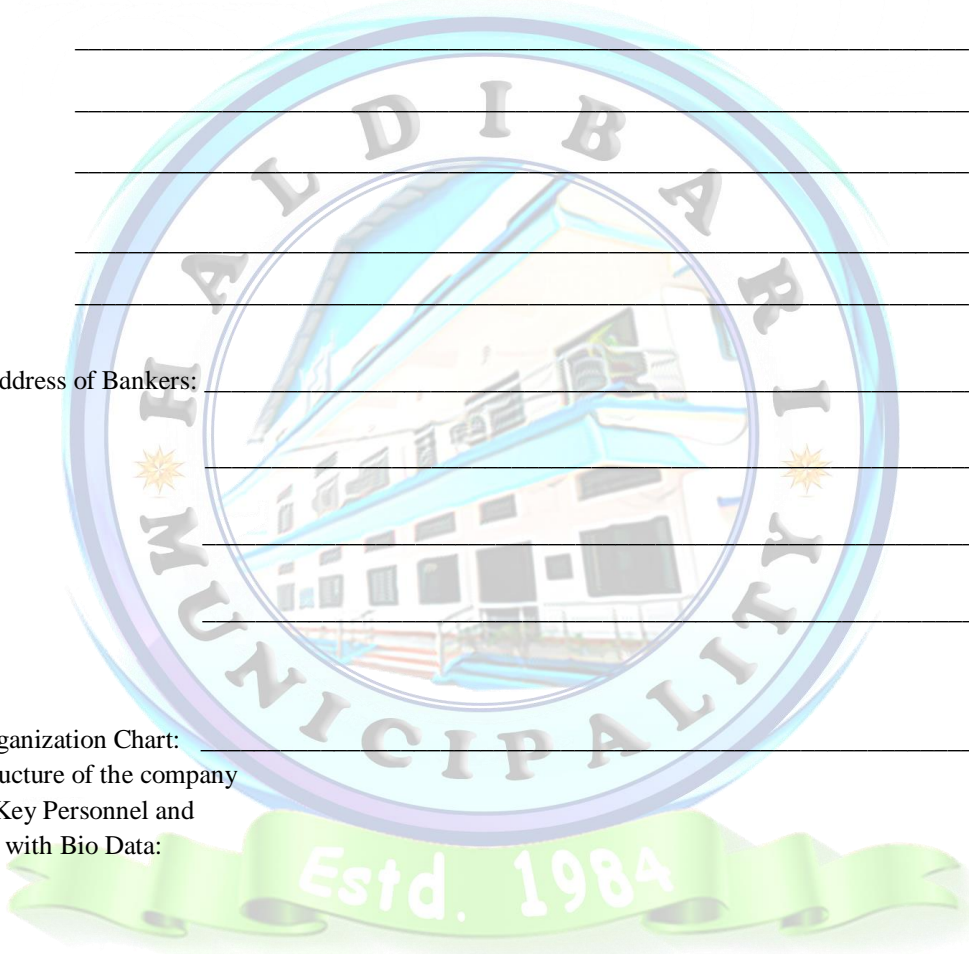 HALDIBARI
ddress of Bankers:
MUNICIPALITY
ganization Chart:
ucture of the company
Key Personnel and
with Bio Data:
Estd. 1984